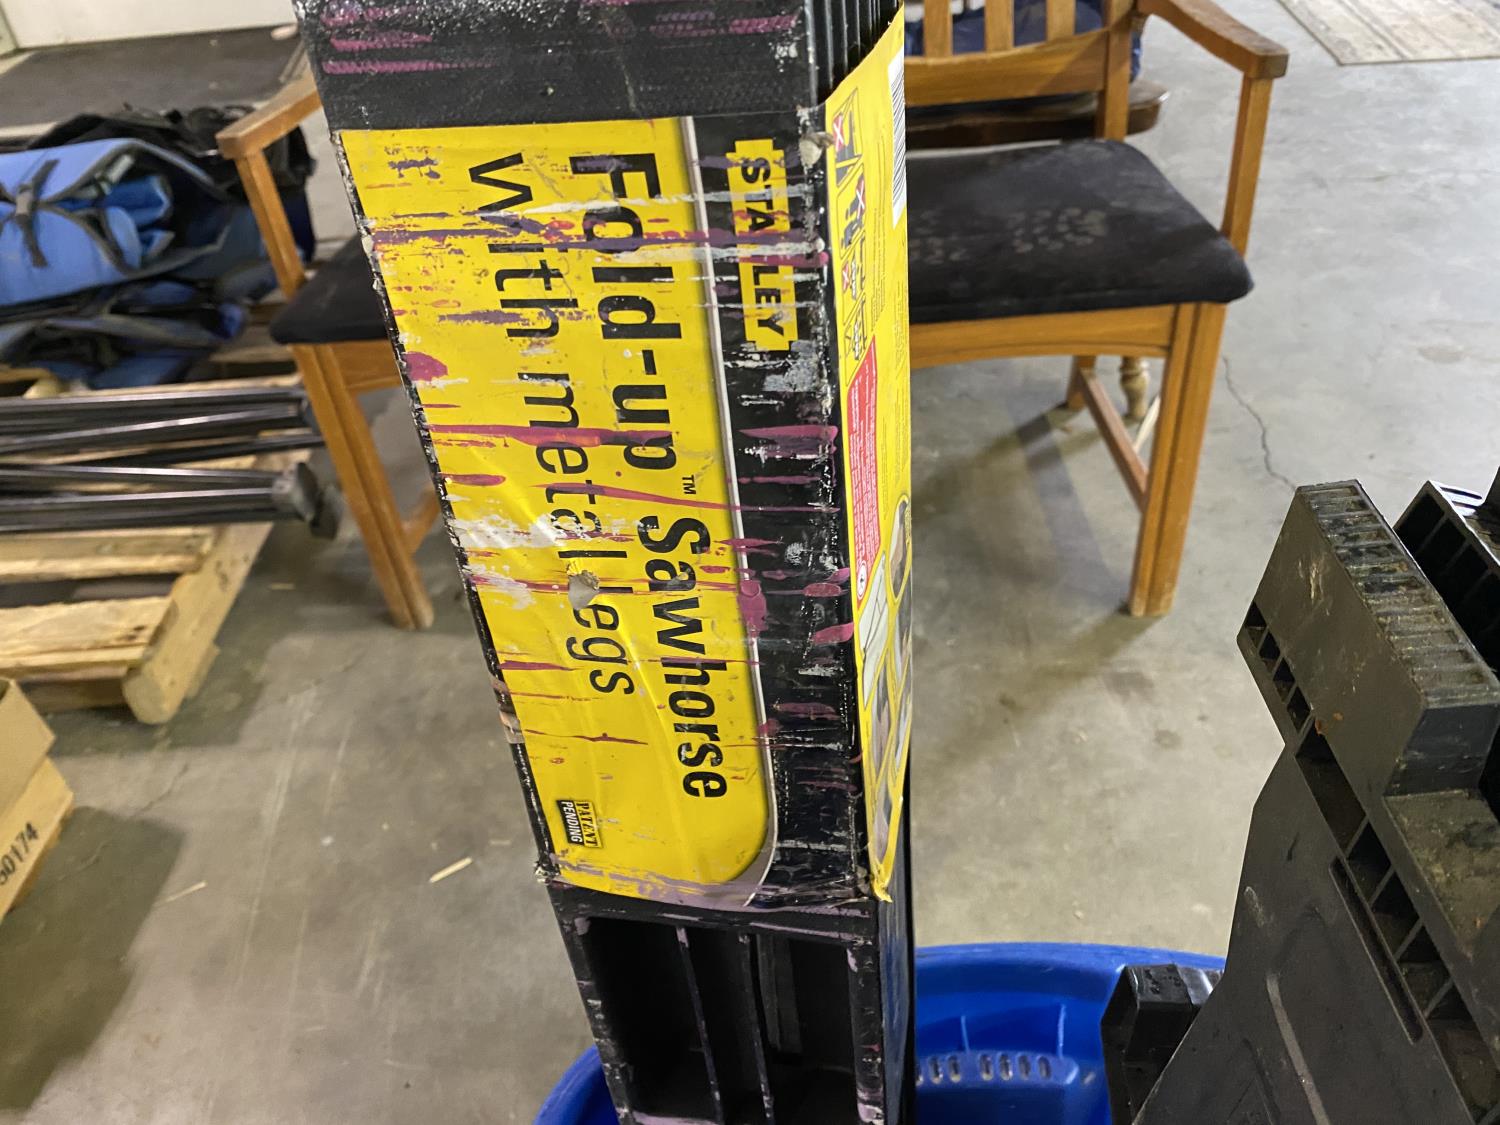 STANLEY
Fold-up™ Sawhorse
with metal legs
PATENT
PENDING
50174